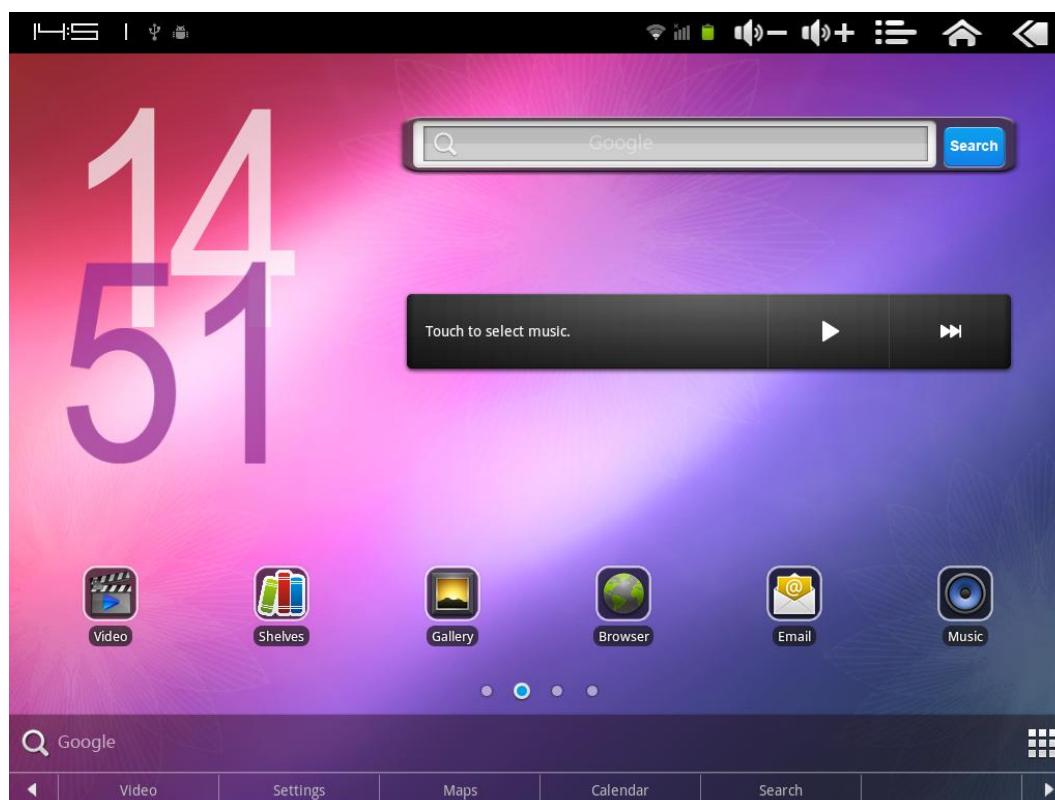 14:5
Google
Search
14
51
Touch to select music.
Video
Shelves
Gallery
Browser
Email
Music
Google
Video
Settings
Maps
Calendar
Search